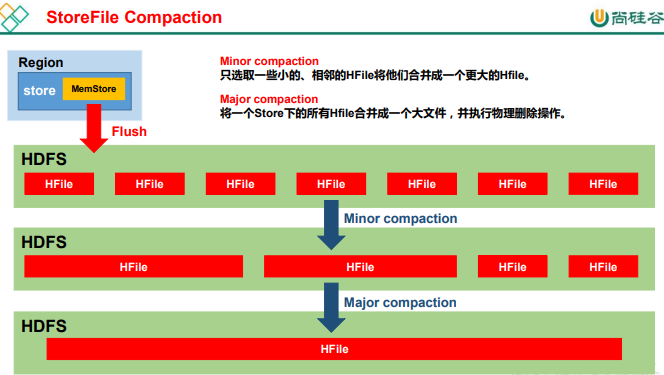 StoreFile Compaction
尚硅谷
Region
store
MemStore
Minor compaction
只选取一些小的、相邻的HFile将他们合并成一个更大的Hfile。
Major compaction
将一个Store下的所有Hfile合并成一个大文件，并执行物理删除操作。
Flush
HDFS
HFile HFile HFile HFile HFile HFile HFile
Minor compaction
HDFS
HFile HFile HFile HFile
Major compaction
HDFS
HFile